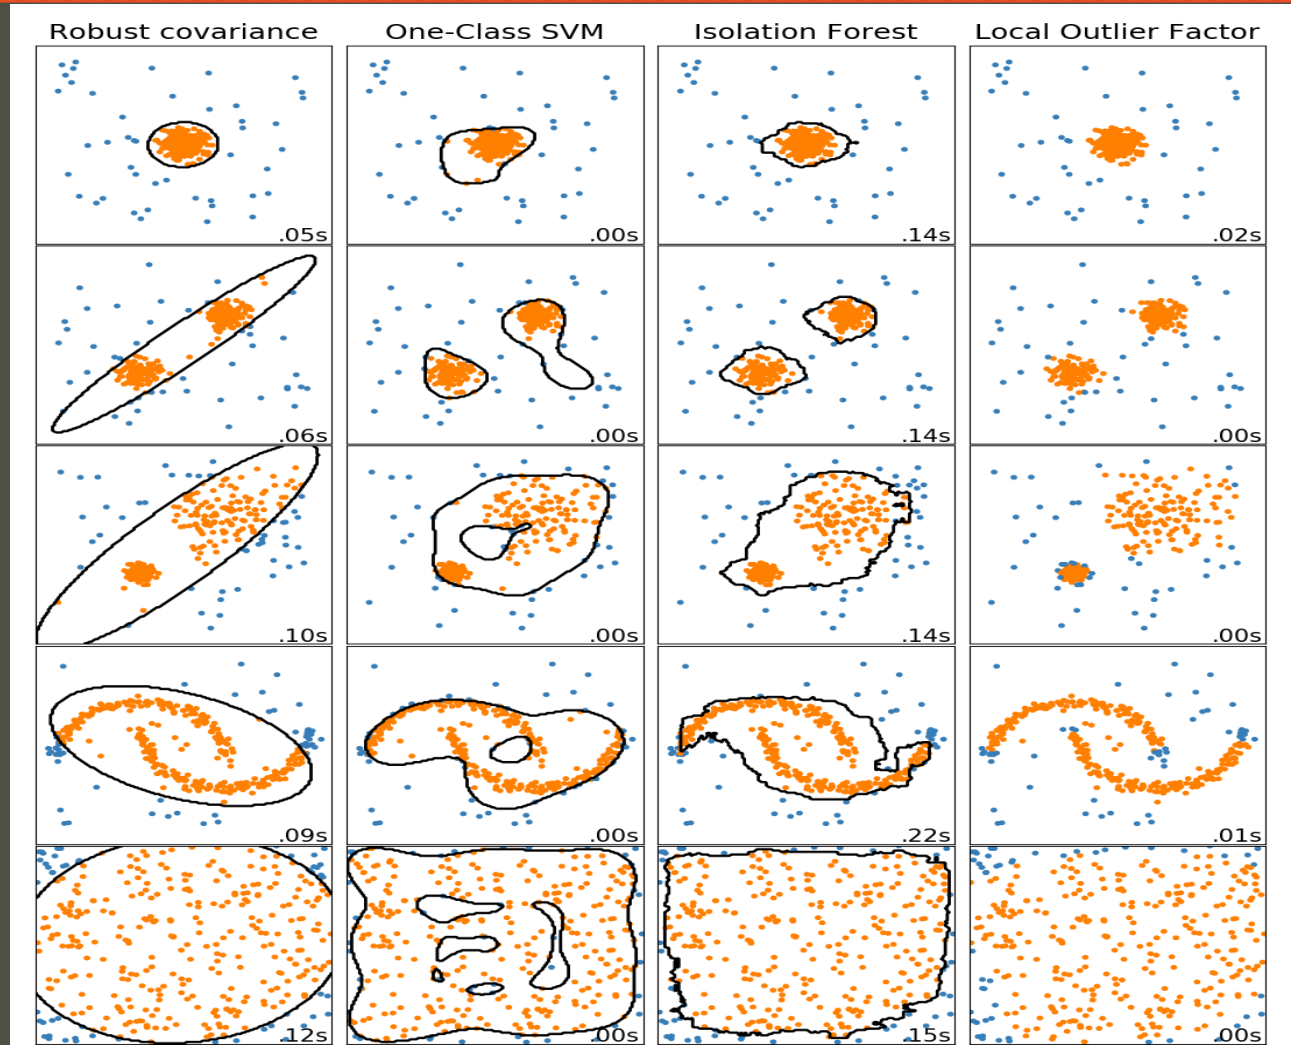 Robust covariance One-Class SVM Isolation Forest Local Outlier Factor
.05s .00s .14s .02s
.06s .00s .14s .00s
.10s .00s .14s .00s
.09s .00s .22s .01s
.12s .00s .15s .00s